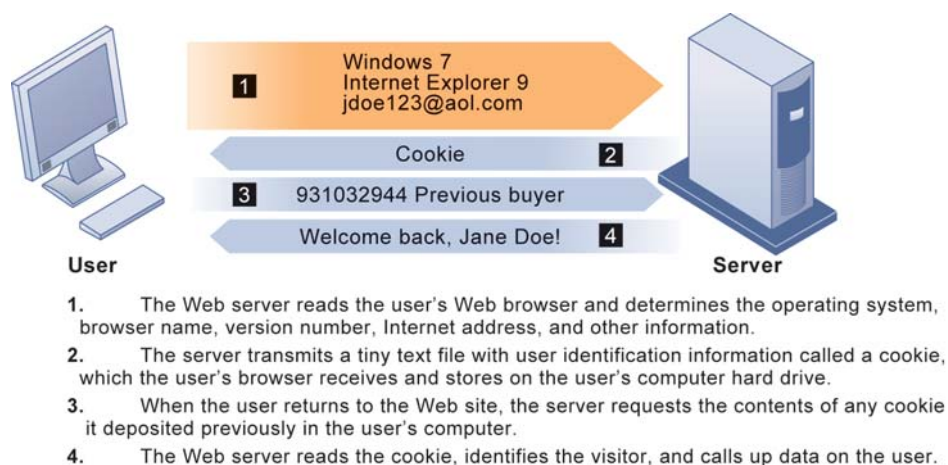 1
Windows 7
Internet Explorer 9
jdoe123@aol.com
Cookie 2
3 931032944 Previous buyer
Welcome back, Jane Doe! 4
User
Server
1. The Web server reads the user's Web browser and determines the operating system,
browser name, version number, Internet address, and other information.
2. The server transmits a tiny text file with user identification information called a cookie,
which the user's browser receives and stores on the user's computer hard drive.
3. When the user returns to the Web site, the server requests the contents of any cookie
it deposited previously in the user's computer.
4. The Web server reads the cookie, identifies the visitor, and calls up data on the user.